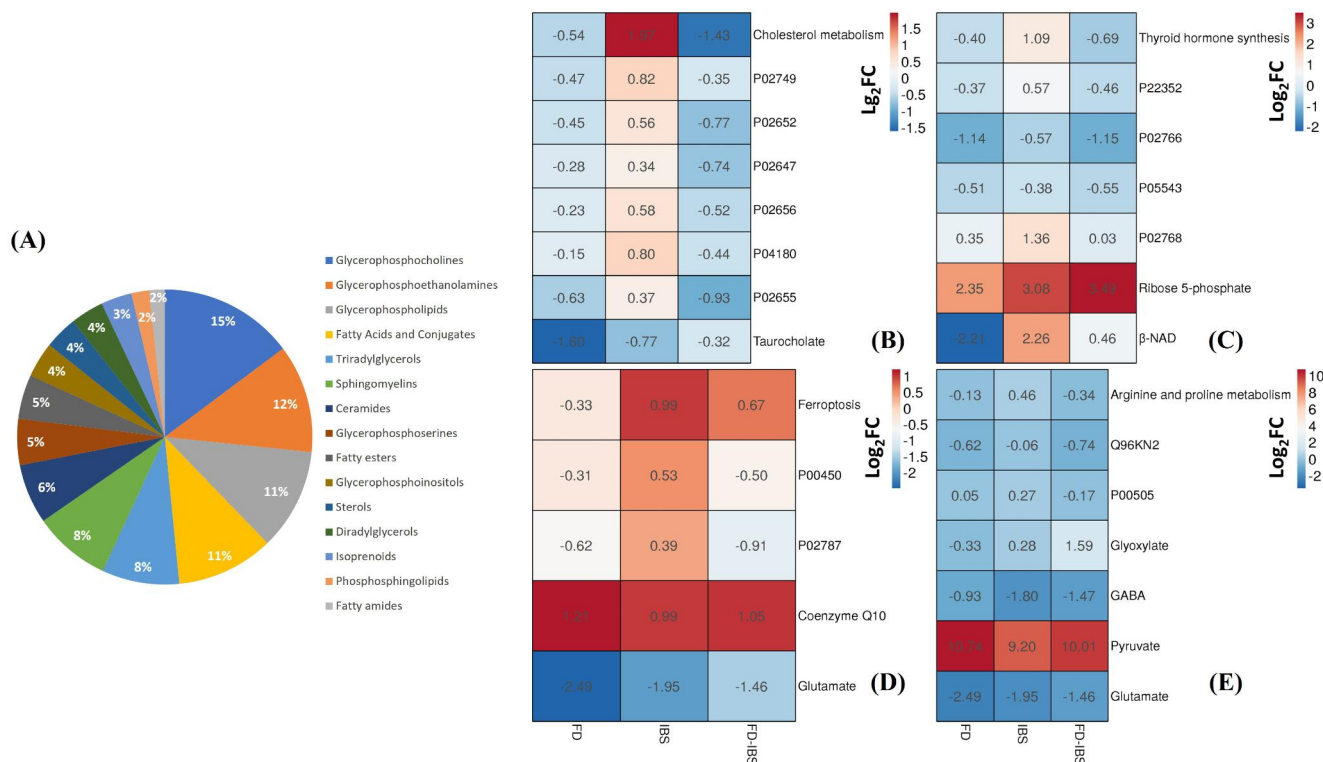 (A)
15%
12%
11%
11%
8%
8%
6%
5%
5%
4%
4%
4%
3%
2%
2%
Glycerophosphocholines
Glycerophosphoethanolamines
Glycerophospholipids
Fatty Acids and Conjugates
Triradylglycerols
Sphingomyelins
Ceramides
Glycerophosphoserines
Fatty esters
Glycerophosphoinositols
Sterols
Diradylglycerols
Isoprenoids
Phosphosphingolipids
Fatty amides
-0.54 -1.43 Cholesterol metabolism
-0.47 0.82 -0.35 P02749
-0.45 0.56 -0.77 P02652
-0.28 0.34 -0.74 P02647
-0.23 0.58 -0.52 P02656
-0.15 0.80 -0.44 P04180
-0.63 0.37 -0.93 P02655
-1.60 -0.77 -0.32 Taurocholate
Lg2FC
1.5
1
0.5
0
-0.5
-1
-1.5
(B)
-0.40 1.09 -0.69 Thyroid hormone synthesis
-0.37 0.57 -0.46 P22352
-1.14 -0.57 -1.15 P02766
-0.51 -0.38 -0.55 P05543
0.35 1.36 0.03 P02768
2.35 3.08 Ribose 5-phosphate
-2.21 2.26 0.46 β-NAD
Log2FC
3
2
1
0
-1
-2
(C)
-0.33 0.99 0.67 Ferroptosis
-0.31 0.53 -0.50 P00450
-0.62 0.39 -0.91 P02787
0.99 1.05 Coenzyme Q10
-2.49 -1.95 -1.46 Glutamate
FD IBS FD-IBS
Log2FC
1
0.5
0
-0.5
-1
-1.5
-2
(D)
-0.13 0.46 -0.34 Arginine and proline metabolism
-0.62 -0.06 -0.74 Q96KN2
0.05 0.27 -0.17 P00505
-0.33 0.28 1.59 Glyoxylate
-0.93 -1.80 -1.47 GABA
9.20 10.01 Pyruvate
-2.49 -1.95 -1.46 Glutamate
FD IBS FD-IBS
Log2FC
10
8
6
4
2
0
-2
(E)